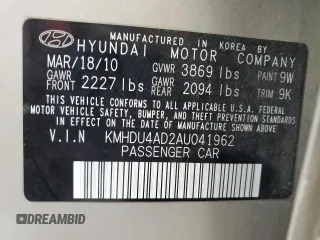 MANUFACTURED IN KOREA BY
HYUNDAI MOTOR COMPANY
MAR/18/10 GVWR 3869 lbs PAINT 9W
GAWR FRONT 2227 lbs GAWR REAR 2094 lbs TRIM 9K
THIS VEHICLE CONFORMS TO ALL APPLICABLE U.S.A. FEDERAL
MOTOR VEHICLE SAFETY, BUMPER, AND THEFT PREVENTION
STANDARDS IN EFFECT ON THE DATE OF MANUFACTURE SHOWN ABOVE.
V.I.N KMHDU4AD2AU041962
PASSENGER CAR
©DREAMBID